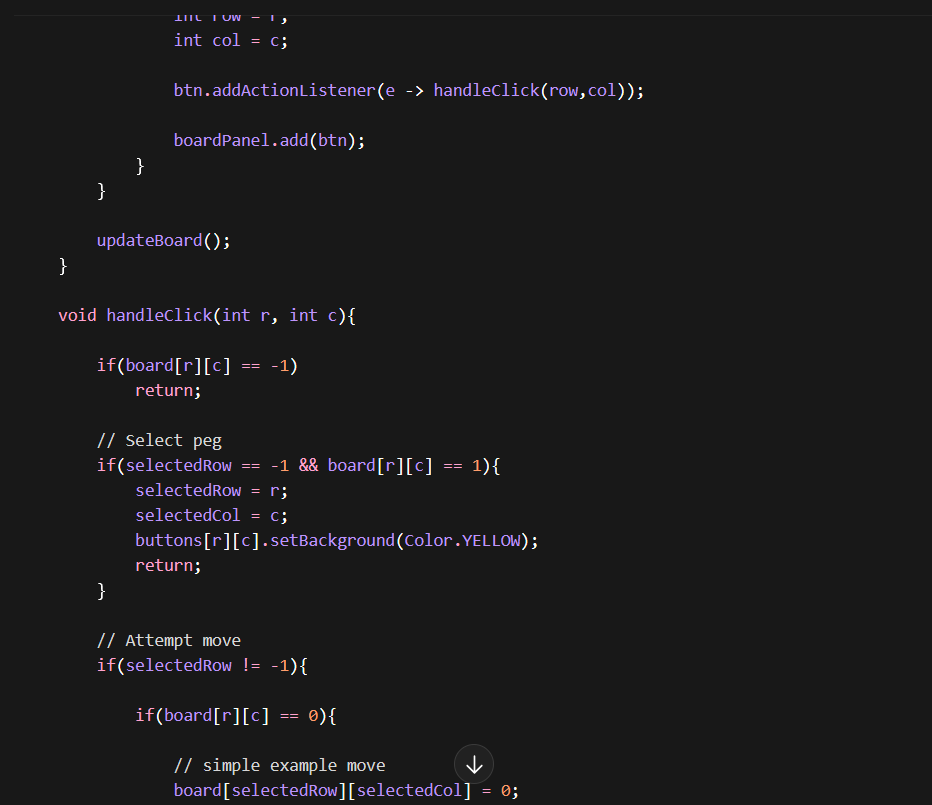 int row = r;
int col = c;
btn.addActionListener(e -> handleClick(row,col));
boardPanel.add(btn);
}
}
updateBoard();
}
void handleClick(int r, int c){
if(board[r][c] == -1)
return;
// Select peg
if(selectedRow == -1 && board[r][c] == 1){
selectedRow = r;
selectedCol = c;
buttons[r][c].setBackground(Color.YELLOW);
return;
}
// Attempt move
if(selectedRow != -1){
if(board[r][c] == 0){
// simple example move
board[selectedRow][selectedCol] = 0;